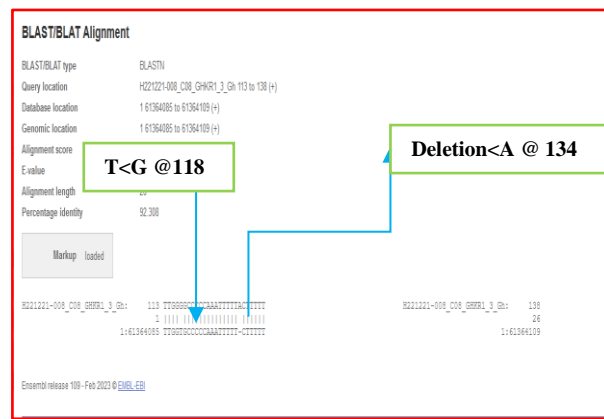 BLAST/BLAT Alignment
BLAST/BLAT type BLASTN
Query location H221221-008_C08_GHKR1_3_Gh 113 to 138 (+)
Database location 1 61364085 to 61364109 (+)
Genomic location 1 61364085 to 61364109 (+)
Alignment score
E-value
Alignment length
Percentage identity 92.308
T<G @118
Deletion<A @ 134
Markup loaded
H221221-008_C08_GHKR1_3_Gh: 113 TTGGGGCCCCCAAATTTTTACTTTTT H221221-008_C08_GHKR1_3_Gh: 138
1 |||| |||||||||||||| |||||| 26
1:61364085 TTGGTGCCCCCAAATTTTT-CTTTTT 1:61364109
Ensembl release 109 - Feb 2023 © EMBL-EBI